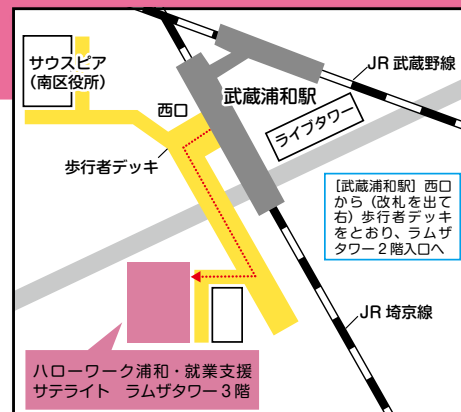 サウスピア
（南区役所）
JR 武蔵野線
西口
武蔵浦和駅
ライブタワー
歩行者デッキ
［武蔵浦和駅］西口
から（改札を出て
右）歩行者デッキ
をとおり、ラムザ
タワー２階入口へ
JR 埼京線
ハローワーク浦和・就業支援
サテライト　ラムザタワー３階